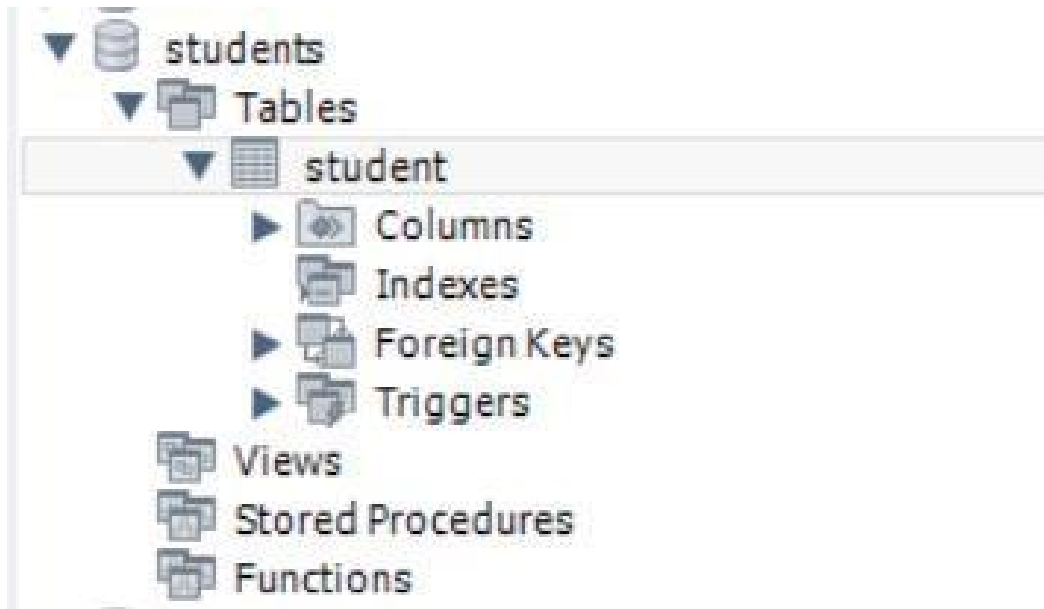 students
Tables
student
Columns
Indexes
Foreign Keys
Triggers
Views
Stored Procedures
Functions